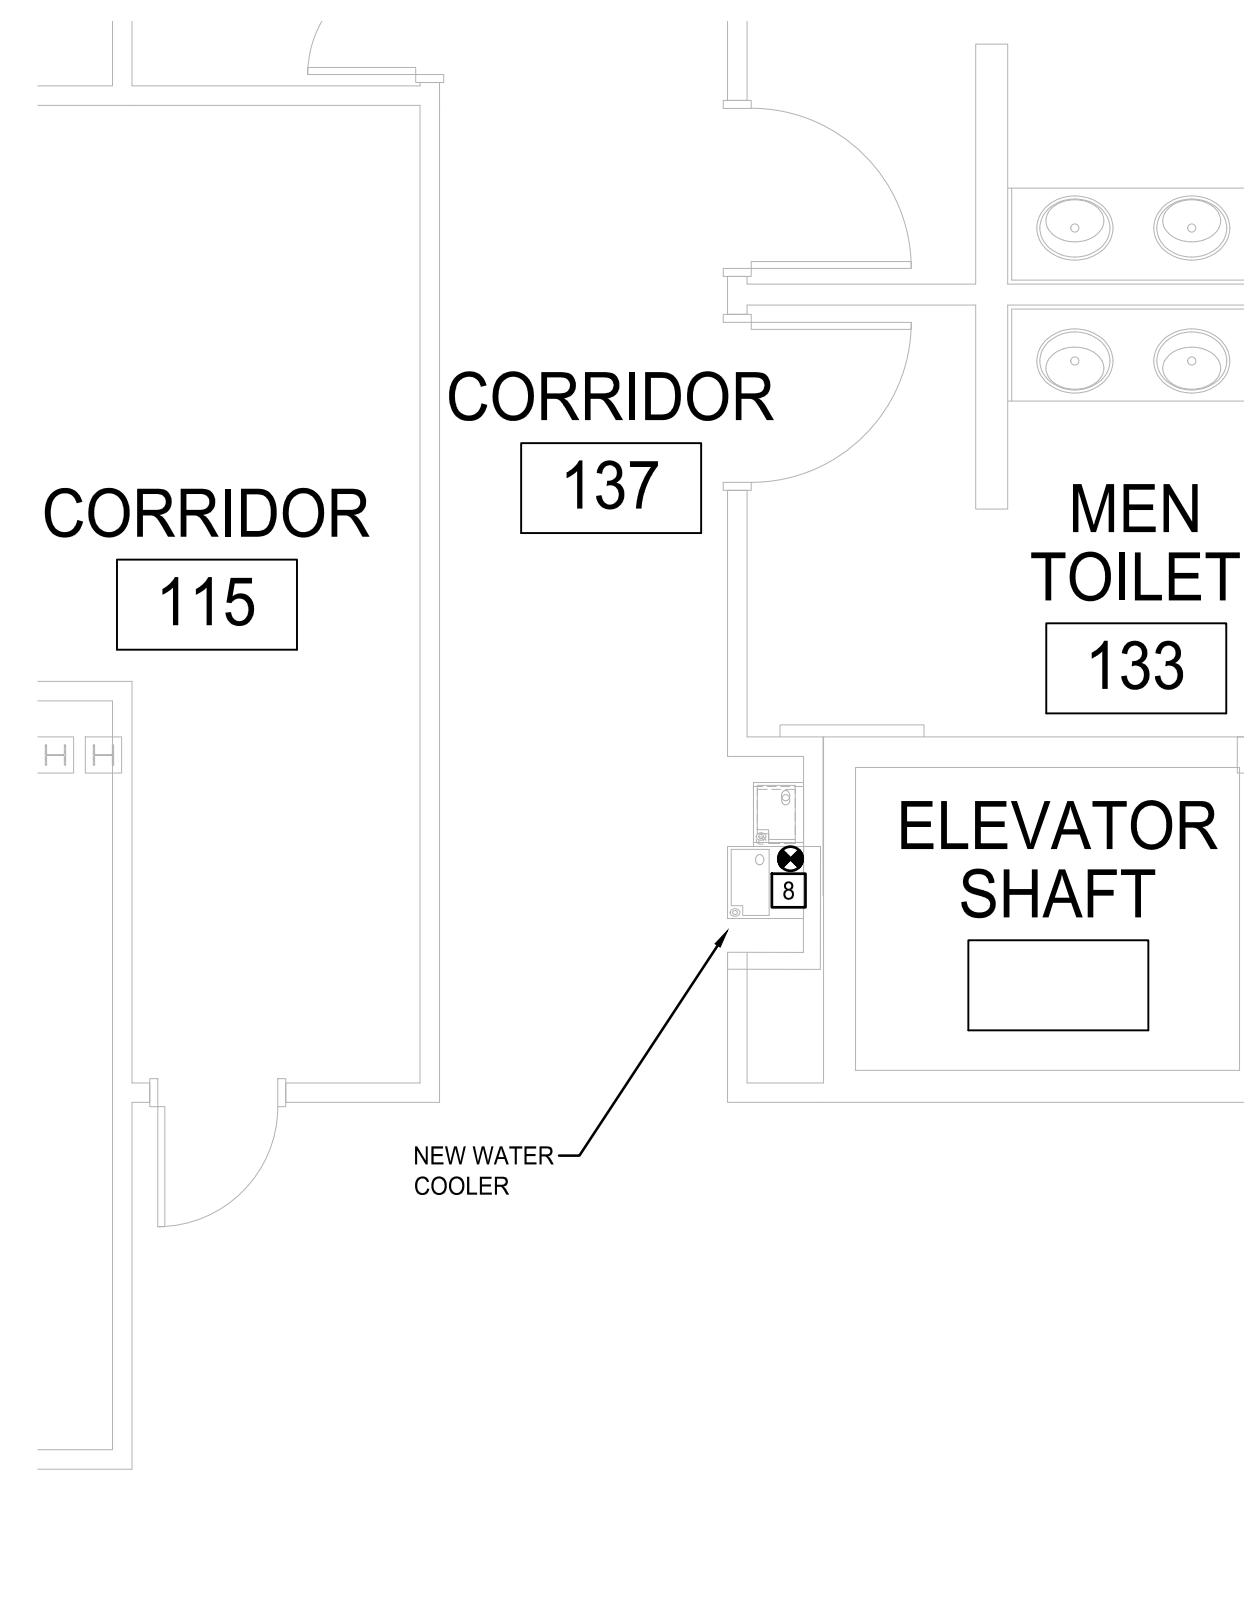 CORRIDOR
137
CORRIDOR
115
MEN
TOILET
133
H H
ELEVATOR
SHAFT
8
NEW WATER
COOLER